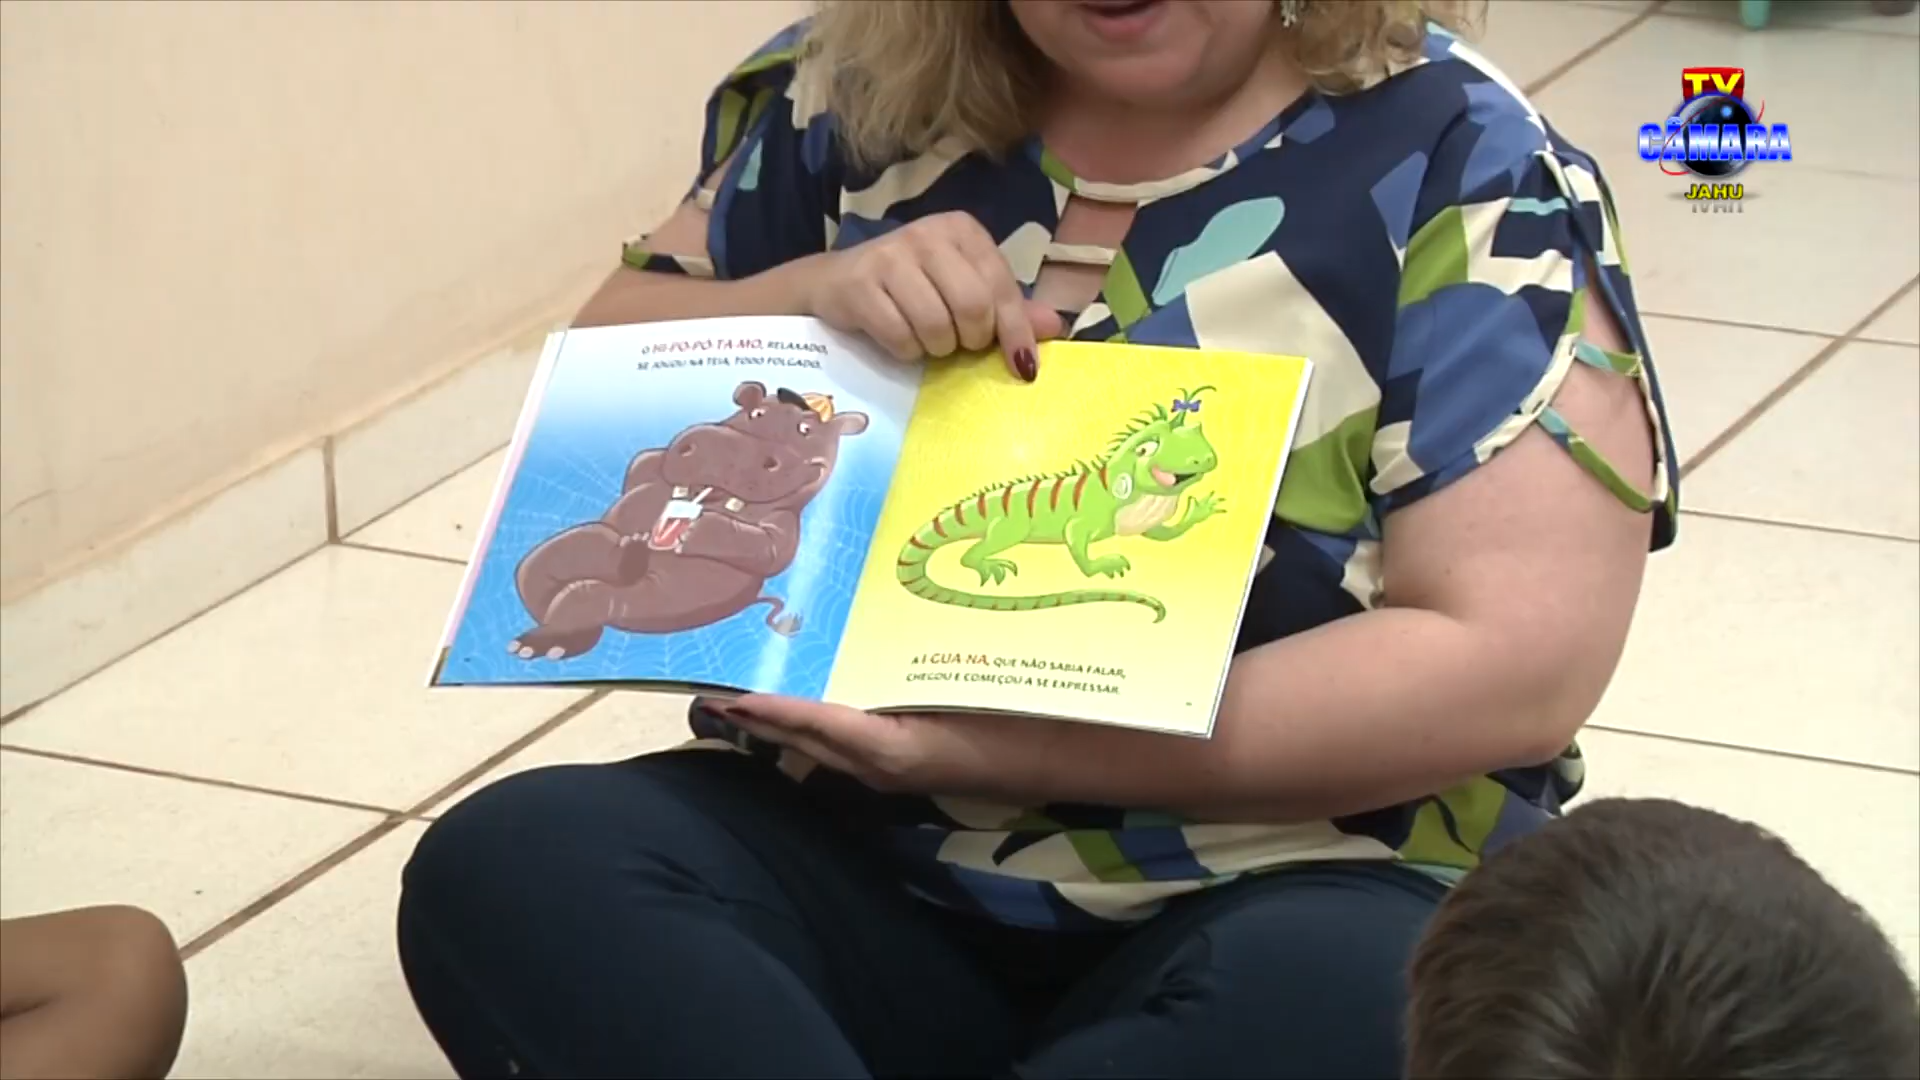 O HI-PO-PÓ-TA-MO, RELAXADO,
SE JOGOU NA TEIA, TODO FOLGADO.
A I-GUA-NA, QUE NÃO SABIA FALAR,
CHEGOU E COMEÇOU A SE EXPRESSAR.
TV
CÂMARA
JAHU